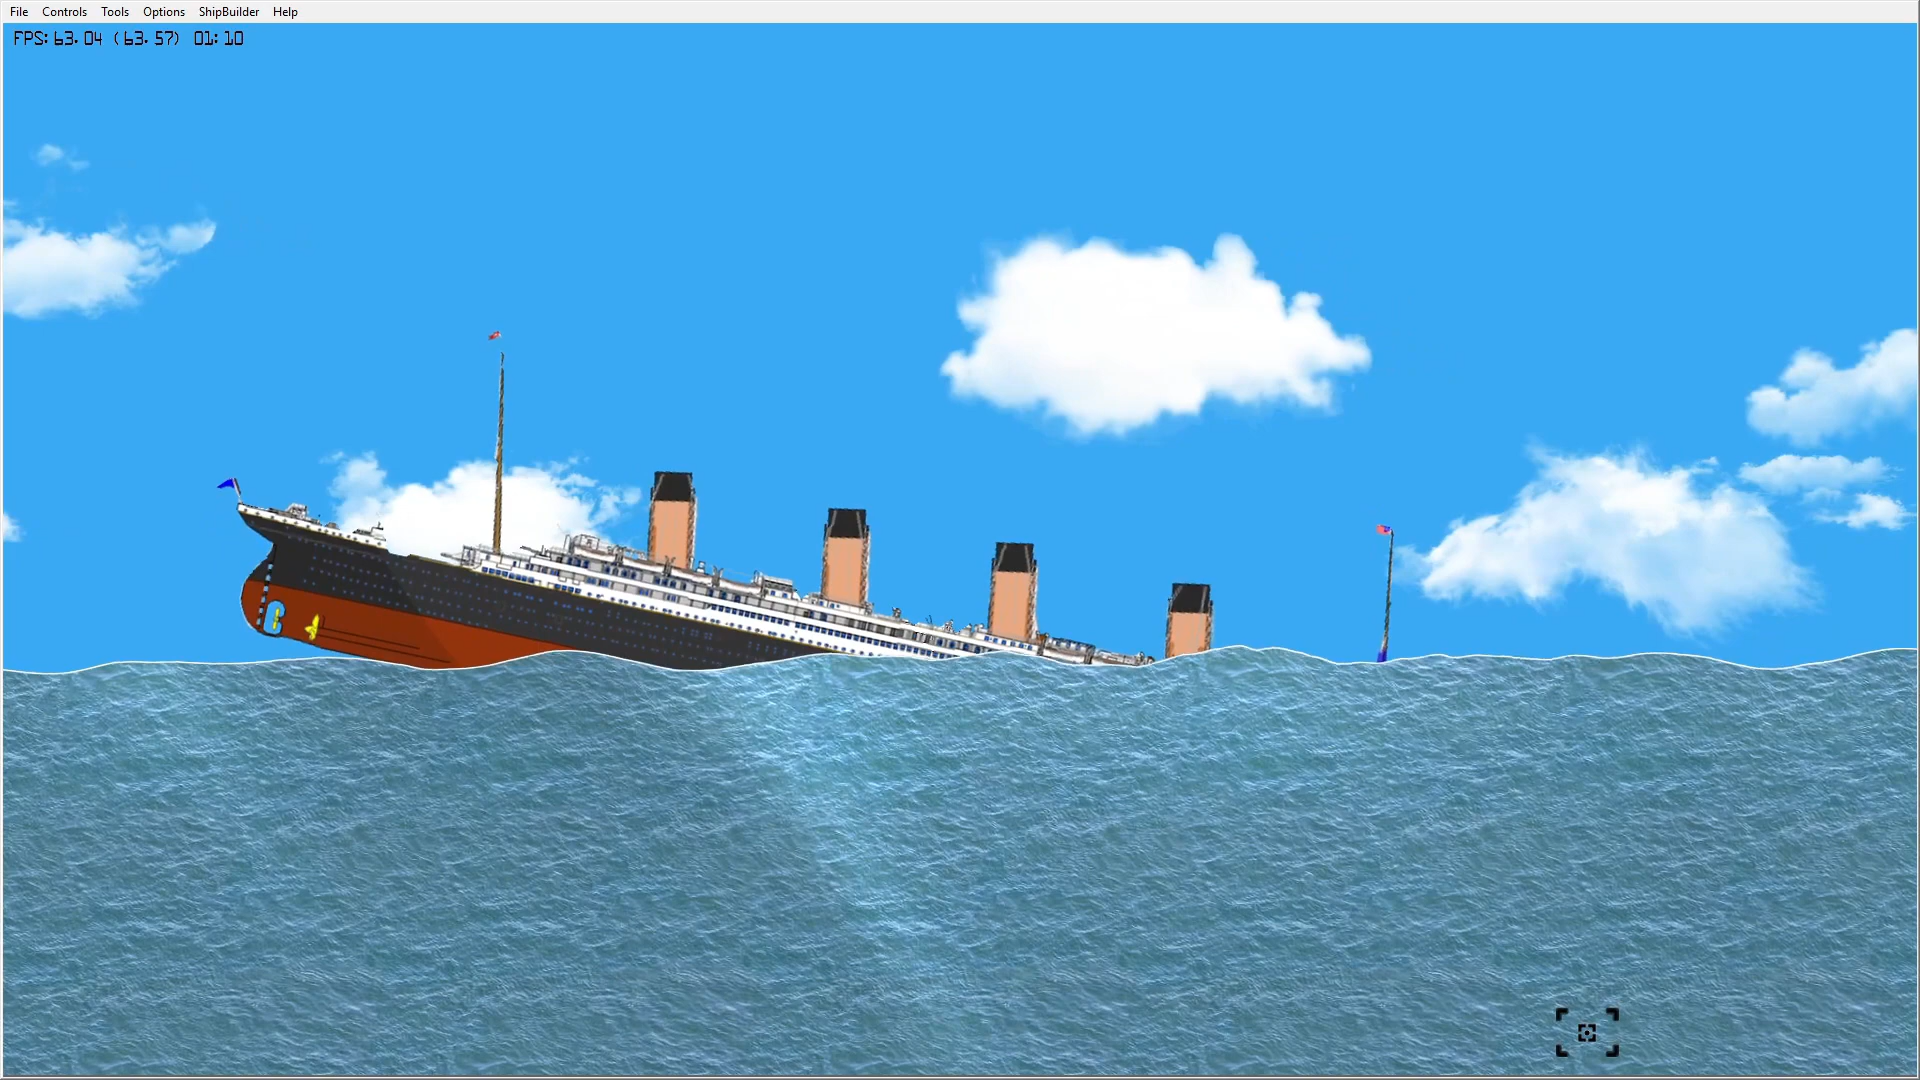 File Controls Tools Options ShipBuilder Help
FPS: 63.04 (63.57) 01:10